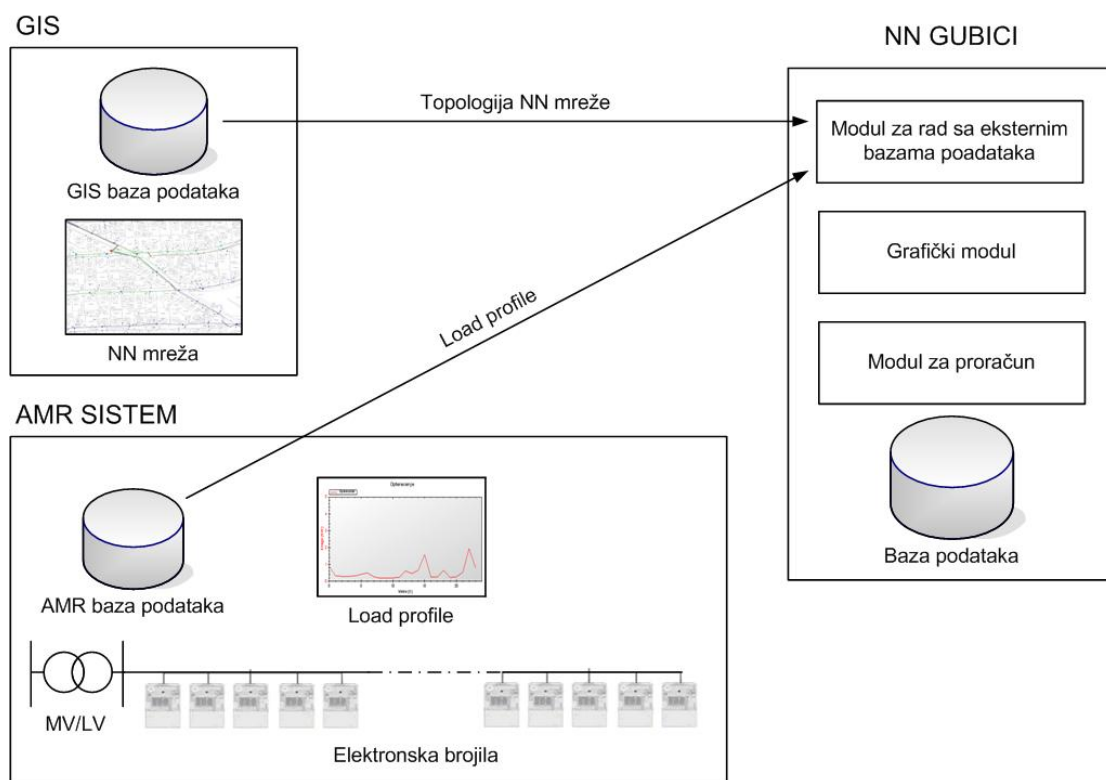 GIS
GIS baza podataka
NN mreža
Topologija NN mreže
NN GUBICI
Modul za rad sa eksternim
bazama poadataka
Grafički modul
Modul za proračun
Baza podataka
Load profile
AMR SISTEM
AMR baza podataka
Load profile
MV/LV
Elektronska brojila